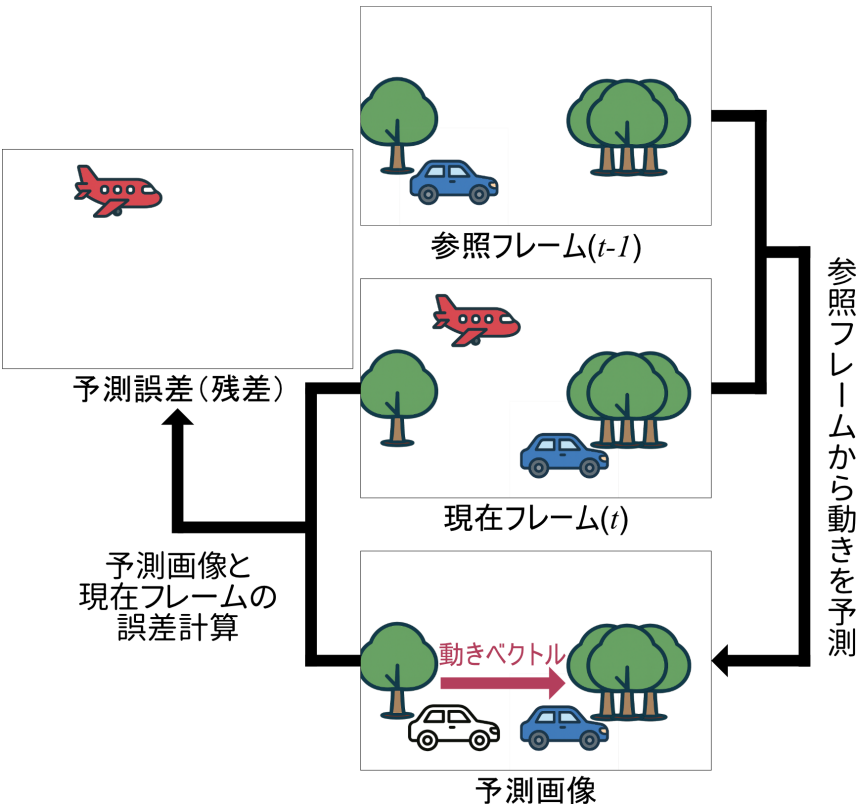 参照フレーム(t-1)
予測誤差（残差）
現在フレーム(t)
参照フレームから動きを予測
予測画像と
現在フレームの
誤差計算
動きベクトル
予測画像